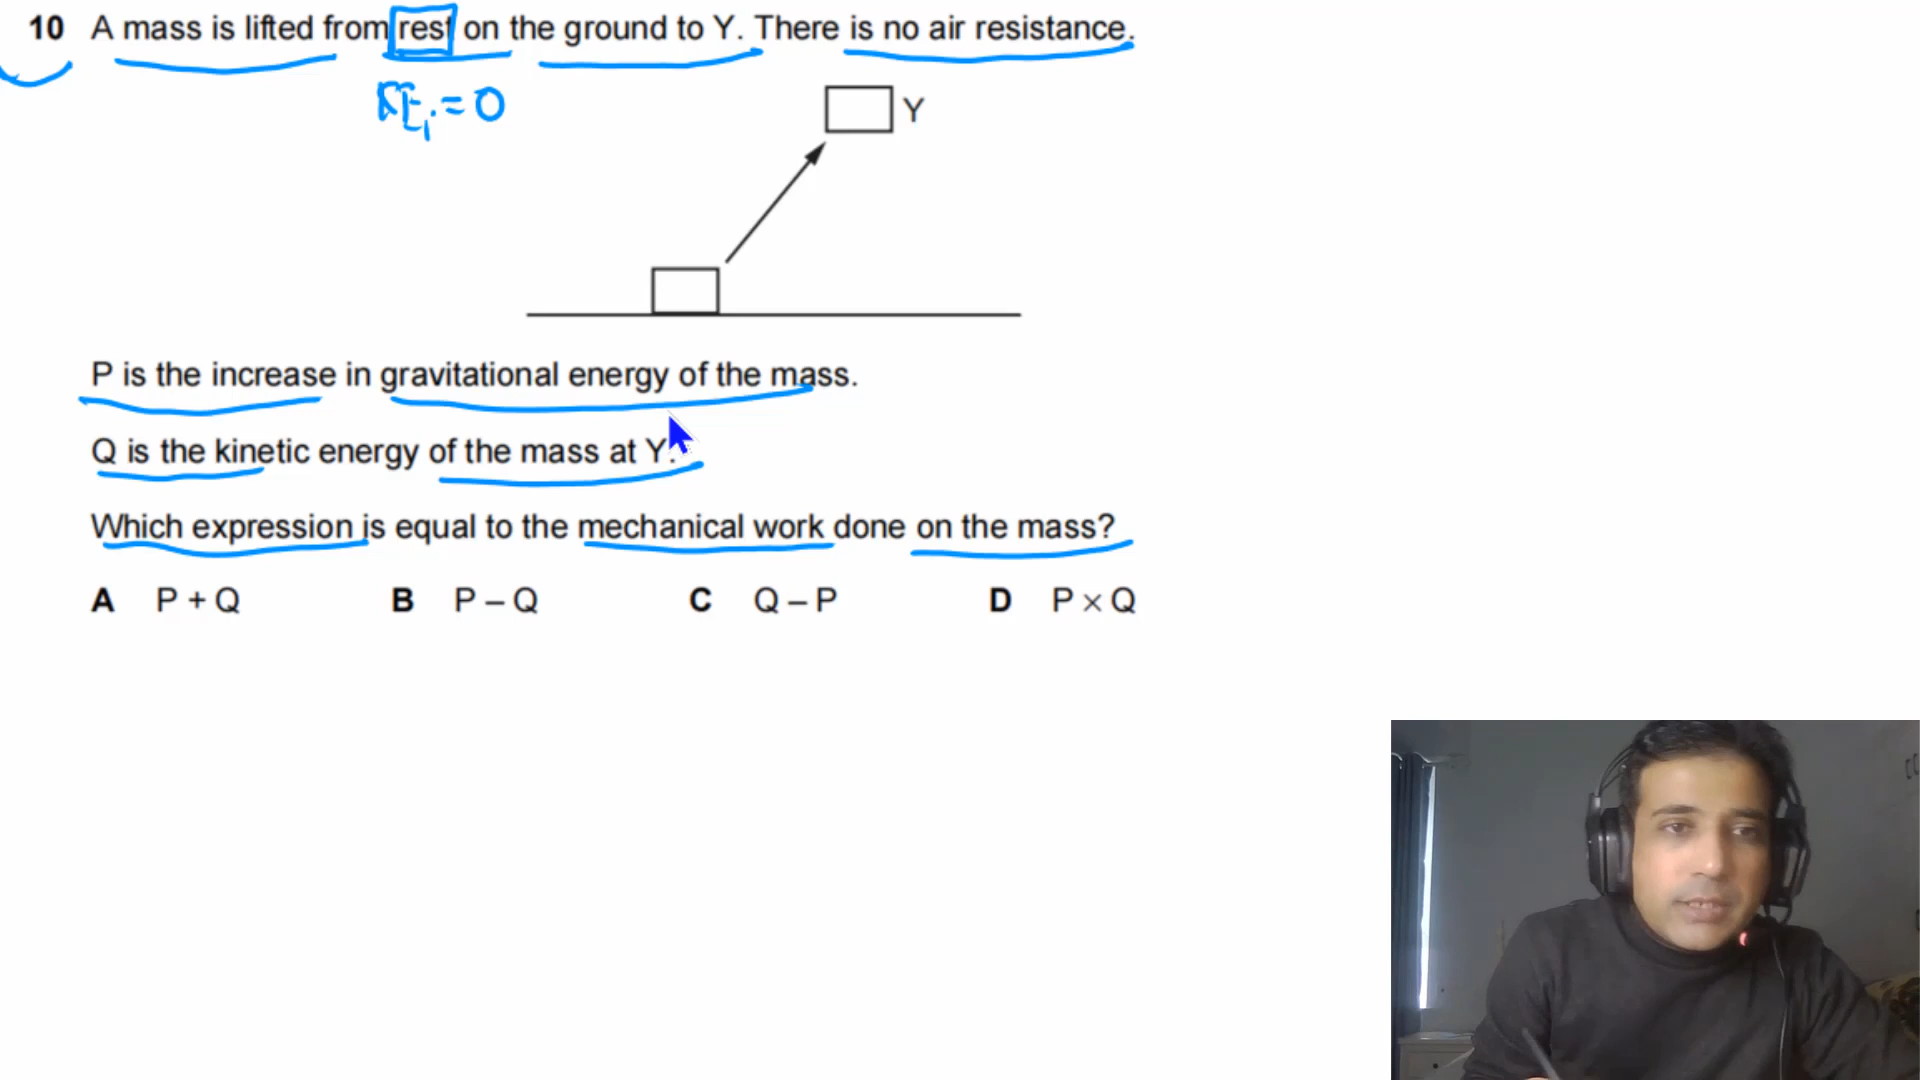 10 A mass is lifted from rest on the ground to Y. There is no air resistance.
KEi = 0
Y
P is the increase in gravitational energy of the mass.
Q is the kinetic energy of the mass at Y.
Which expression is equal to the mechanical work done on the mass?
A P + Q B P – Q C Q – P D P × Q